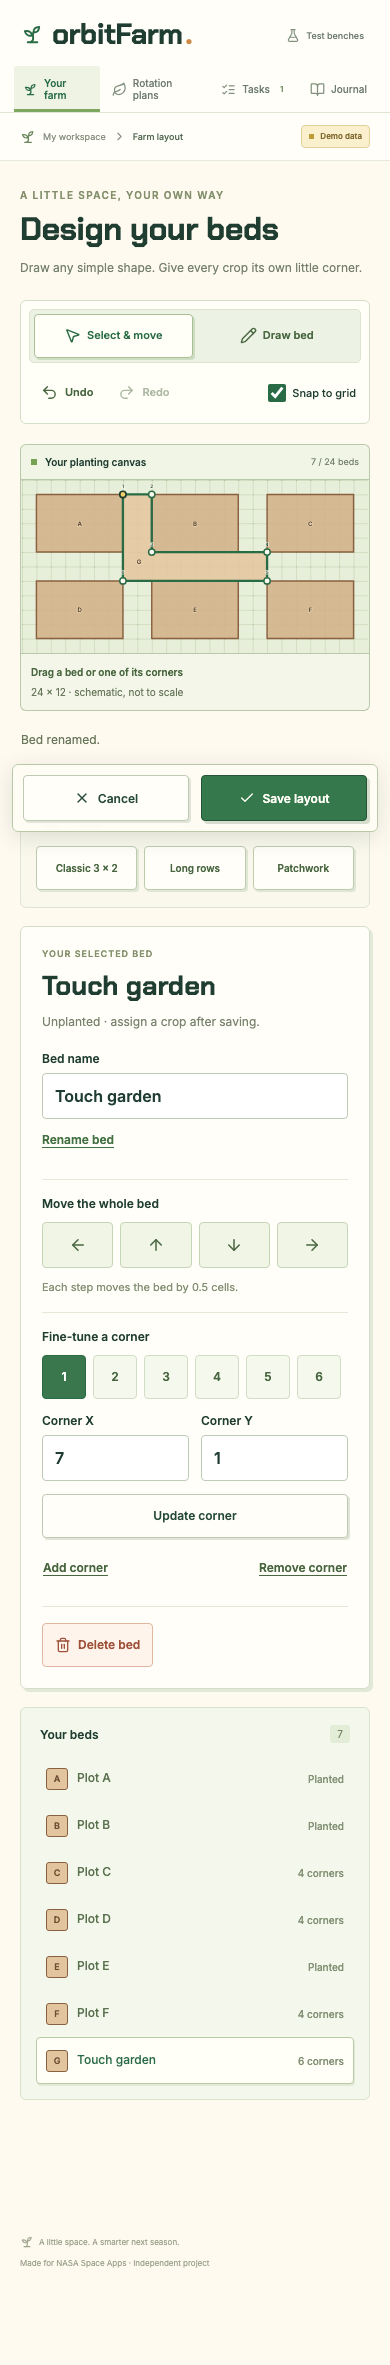 orbitFarm.
Test benches
Your farm
Rotation plans
Tasks 1
Journal
My workspace > Farm layout
Demo data
A LITTLE SPACE, YOUR OWN WAY
Design your beds
Draw any simple shape. Give every crop its own little corner.
Select & move
Draw bed
Undo
Redo
Snap to grid
Your planting canvas
7 / 24 beds
1 2
A B C
G
D E F
Drag a bed or one of its corners
24 × 12 · schematic, not to scale
Bed renamed.
Cancel
Save layout
Classic 3 × 2
Long rows
Patchwork
YOUR SELECTED BED
Touch garden
Unplanted · assign a crop after saving.
Bed name
Touch garden
Rename bed
Move the whole bed
← ↑ ↓ →
Each step moves the bed by 0.5 cells.
Fine-tune a corner
1 2 3 4 5 6
Corner X
Corner Y
7
1
Update corner
Add corner
Remove corner
Delete bed
Your beds
7
A Plot A Planted
B Plot B Planted
C Plot C 4 corners
D Plot D 4 corners
E Plot E Planted
F Plot F 4 corners
G Touch garden 6 corners
A little space. A smarter next season.
Made for NASA Space Apps · Independent project